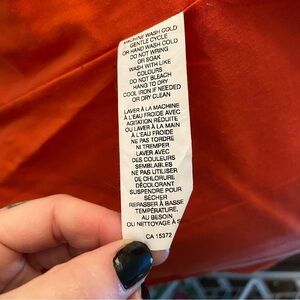 MACHINE WASH COLD
GENTLE CYCLE
OR HAND WASH COLD
DO NOT WRING
OR SOAK
WASH WITH LIKE
COLOURS
DO NOT BLEACH
HANG TO DRY
COOL IRON IF NEEDED
OR DRY CLEAN
LAVER À LA MACHINE
À L'EAU FROIDE
AGITATION RÉDUITE
OU LAVER À LA MAIN
À L'EAU FROIDE
NE PAS TORDRE
NI TREMPER
LAVER AVEC
DES COULEURS
SEMBLABLES
NE PAS UTILISER
DE CHLORURE
DÉCOLORANT
SUSPENDRE POUR
SÉCHER
REPASSER À BASSE
TEMPÉRATURE,
AU BESOIN
OU NETTOYAGE À S
CA 15372